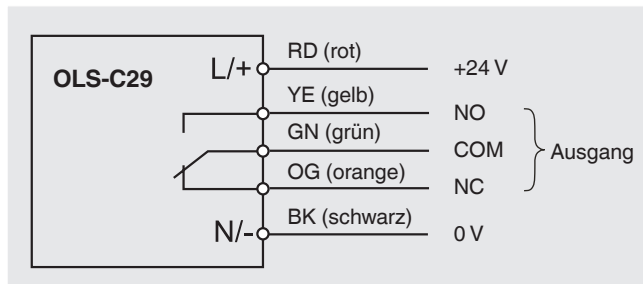 OLS-C29
L/+ RD (rot) +24 V
YE (gelb) NO
GN (grün) COM Ausgang
OG (orange) NC
N/- BK (schwarz) 0 V